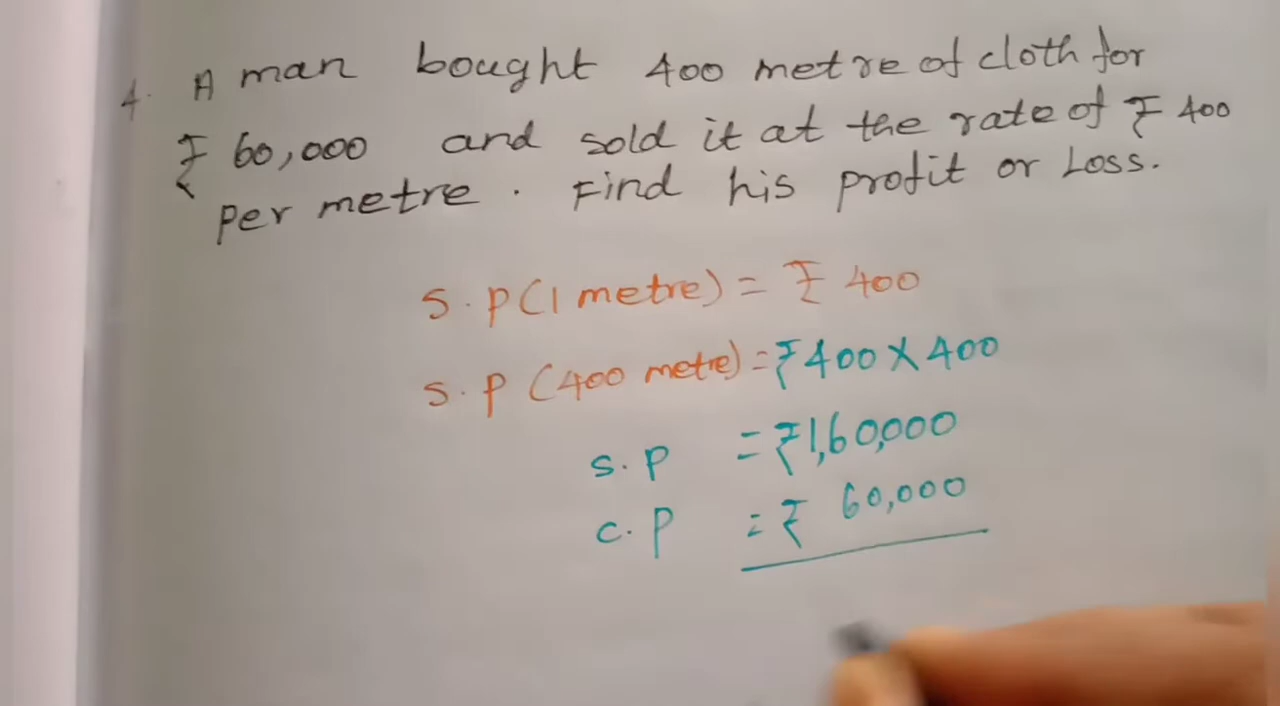 4. A man bought 400 metre of cloth for
₹ 60,000 and sold it at the rate of ₹ 400
per metre. Find his profit or Loss.
S.P(1 metre) = ₹ 400
S.P (400 metre) = ₹400 X 400
S.P = ₹1,60,000
C.P = ₹ 60,000